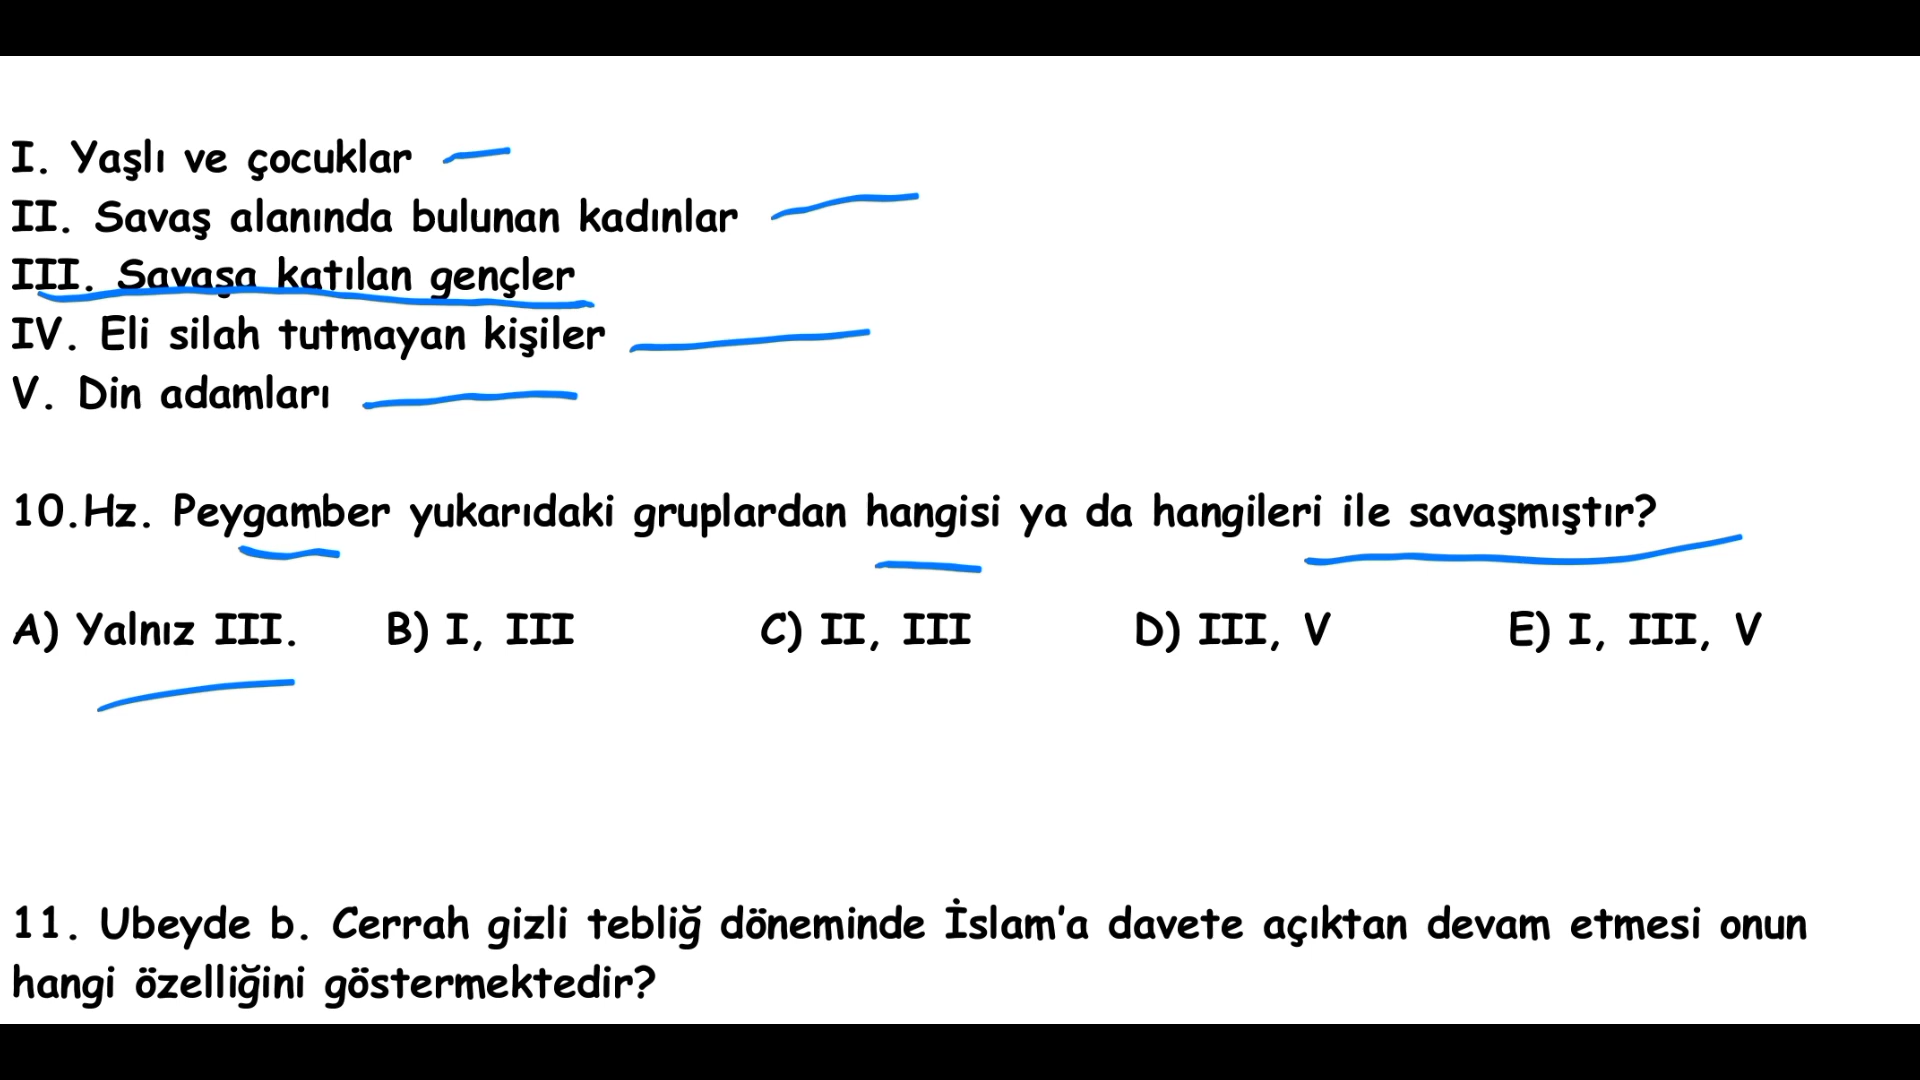 I. Yaşlı ve çocuklar
II. Savaş alanında bulunan kadınlar
III. Savaşa katılan gençler
IV. Eli silah tutmayan kişiler
V. Din adamları
10.Hz. Peygamber yukarıdaki gruplardan hangisi ya da hangileri ile savaşmıştır?
A) Yalnız III. B) I, III C) II, III D) III, V E) I, III, V
11. Ubeyde b. Cerrah gizli tebliğ döneminde İslam'a davete açıktan devam etmesi onun
hangi özelliğini göstermektedir?